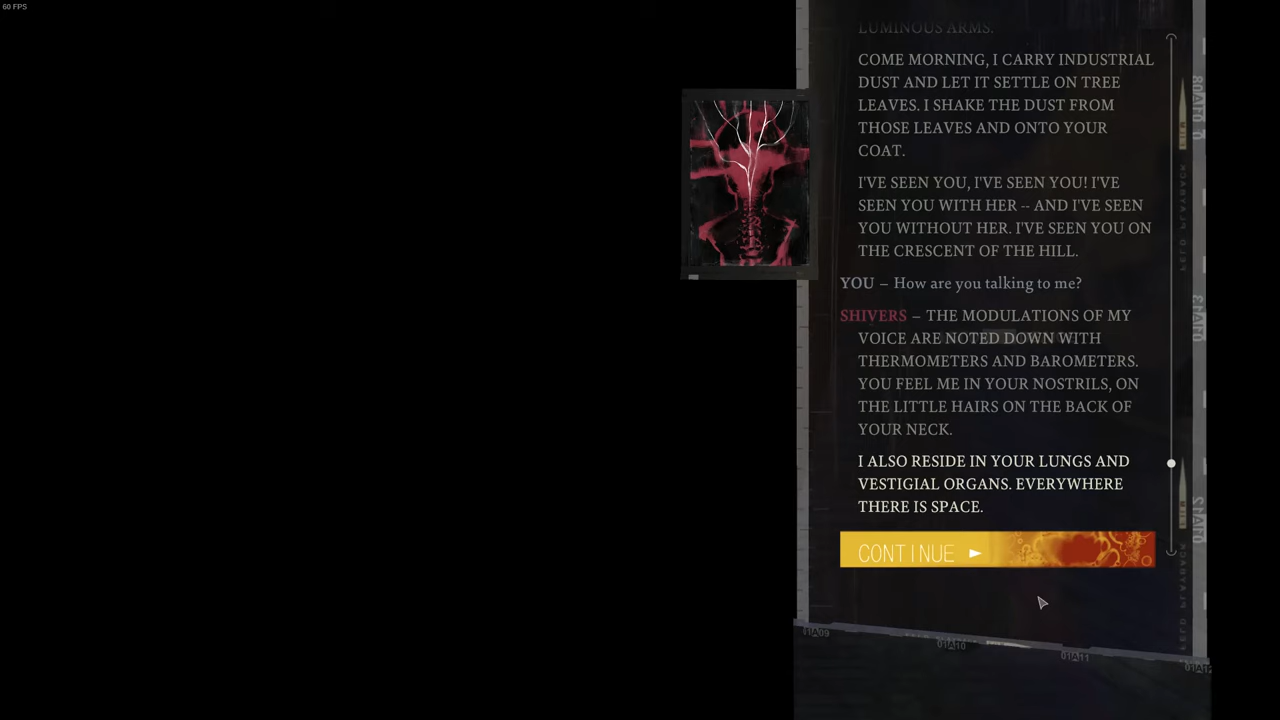 60 FPS
LUMINOUS ARMS.
COME MORNING, I CARRY INDUSTRIAL
DUST AND LET IT SETTLE ON TREE
LEAVES. I SHAKE THE DUST FROM
THOSE LEAVES AND ONTO YOUR
COAT.
I'VE SEEN YOU, I'VE SEEN YOU! I'VE
SEEN YOU WITH HER -- AND I'VE SEEN
YOU WITHOUT HER. I'VE SEEN YOU ON
THE CRESCENT OF THE HILL.
YOU – How are you talking to me?
SHIVERS – THE MODULATIONS OF MY
VOICE ARE NOTED DOWN WITH
THERMOMETERS AND BAROMETERS.
YOU FEEL ME IN YOUR NOSTRILS, ON
THE LITTLE HAIRS ON THE BACK OF
YOUR NECK.
I ALSO RESIDE IN YOUR LUNGS AND
VESTIGIAL ORGANS. EVERYWHERE
THERE IS SPACE.
CONTINUE
01A09
01A10
01A11